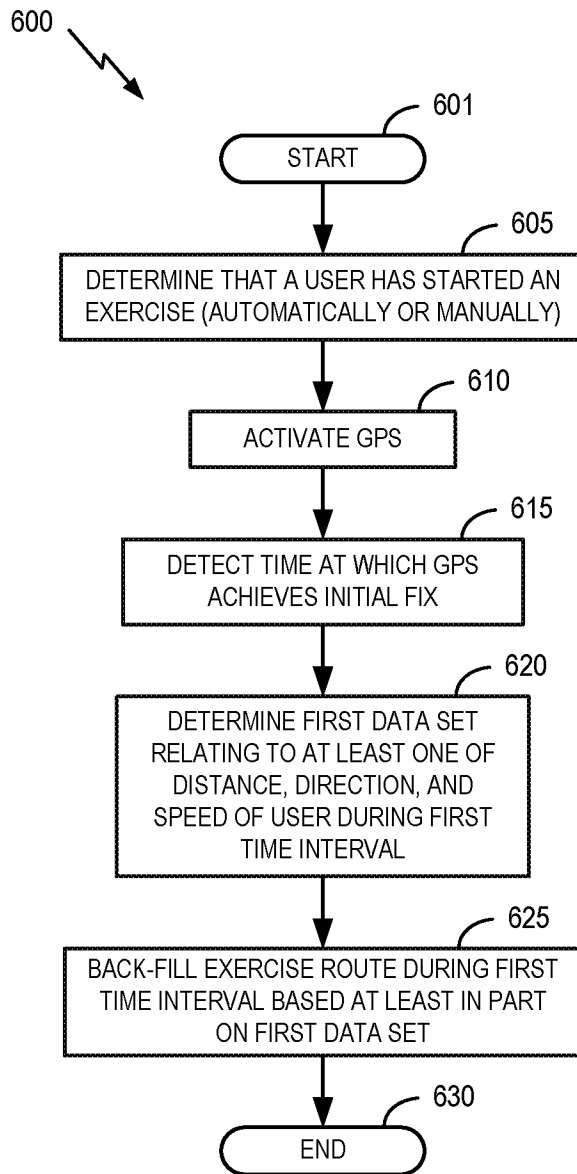 600
601
START
605
DETERMINE THAT A USER HAS STARTED AN
EXERCISE (AUTOMATICALLY OR MANUALLY)
610
ACTIVATE GPS
615
DETECT TIME AT WHICH GPS
ACHIEVES INITIAL FIX
620
DETERMINE FIRST DATA SET
RELATING TO AT LEAST ONE OF
DISTANCE, DIRECTION, AND
SPEED OF USER DURING FIRST
TIME INTERVAL
625
BACK-FILL EXERCISE ROUTE DURING FIRST
TIME INTERVAL BASED AT LEAST IN PART
ON FIRST DATA SET
630
END